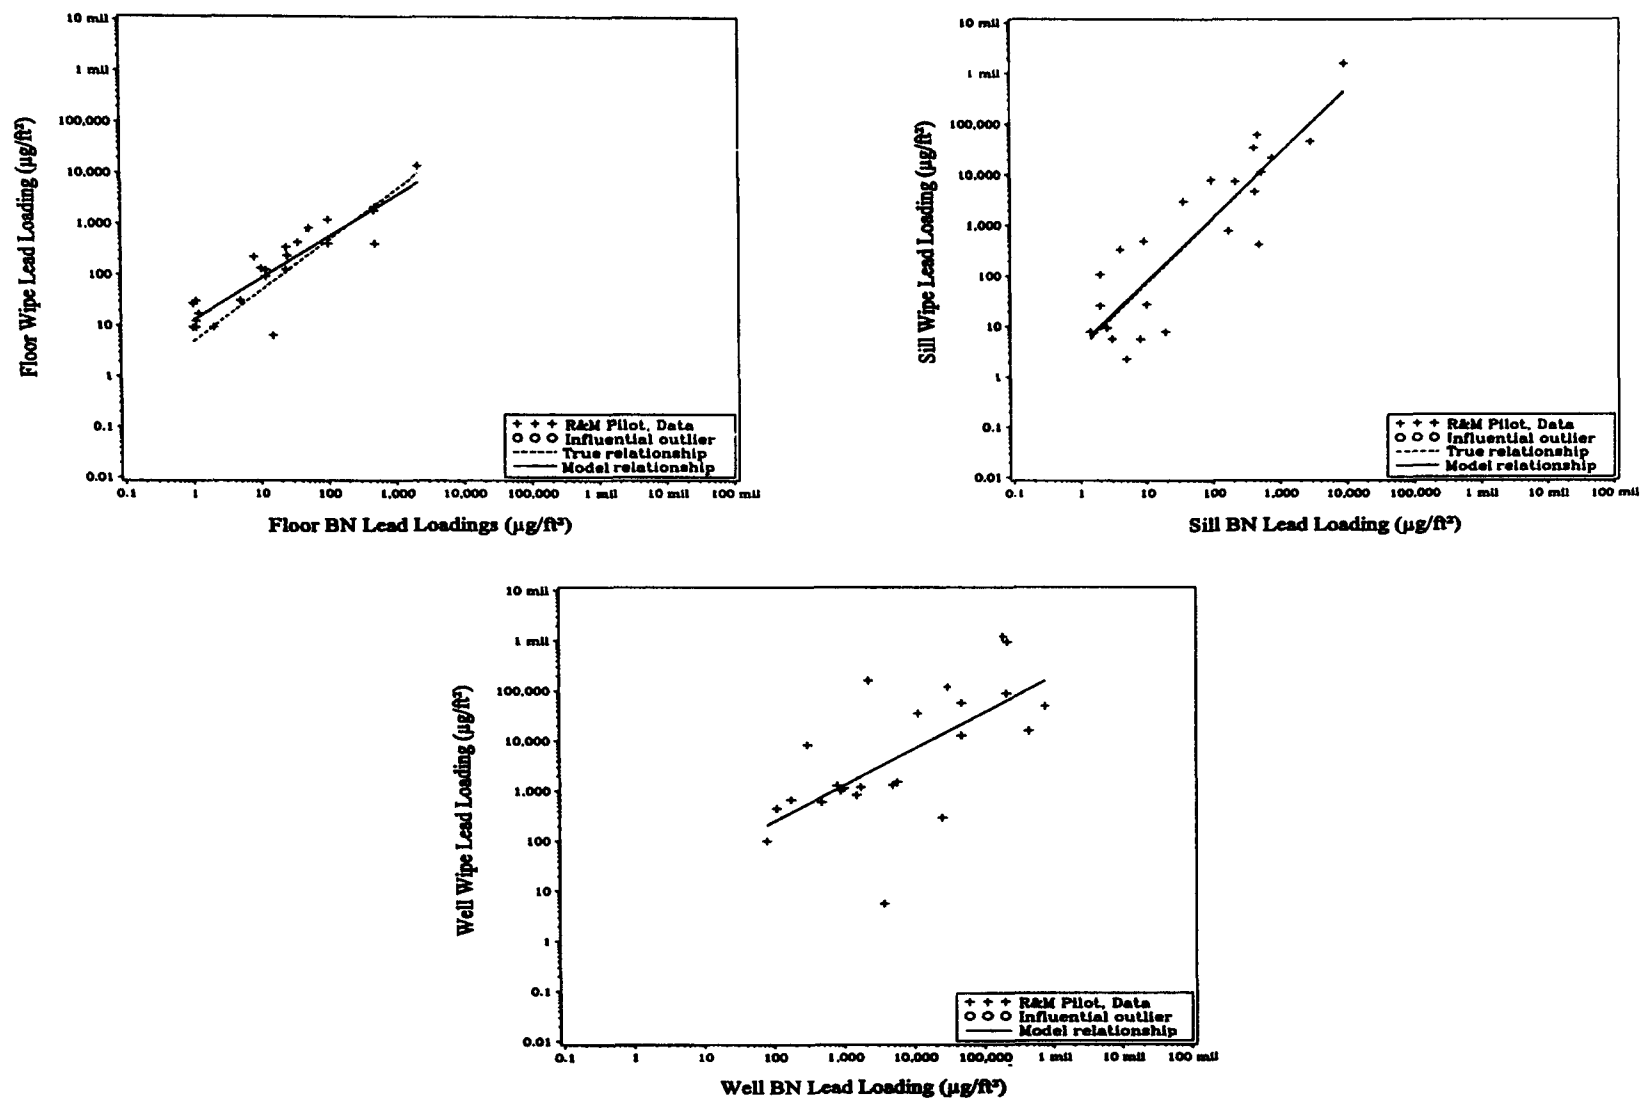 10 mil
1 mil
100,000
10,000
1.000
100
10
1
0.1
0.01
Floor Wipe Lead Loading (µg/ft²)
+ + + R&M Pilot, Data
O O O Influential outlier
True relationship
Model relationship
0.1 1 10 100 1,000 10,000 100,000 1 mil 10 mil 100 mil
Floor BN Lead Loadings (µg/ft²)
10 mil
1 mil
100,000
10,000
1,000
100
10
1
0.1
0.01
Sill Wipe Lead Loading (µg/ft²)
+ + + R&M Pilot, Data
O O O Influential outlier
True relationship
Model relationship
0.1 1 10 100 1,000 10,000 100,000 1 mil 10 mil 100 mil
Sill BN Lead Loading (µg/ft²)
10 mil
1 mil
100,000
10,000
1.000
100
10
1
0.1
0.01
Well Wipe Lead Loading (µg/ft²)
+ + + R&M Pilot, Data
O O O Influential outlier
Model relationship
0.1 1 10 100 1,000 10,000 100,000 1 mil 10 mil 100 mil
Well BN Lead Loading (µg/ft²)